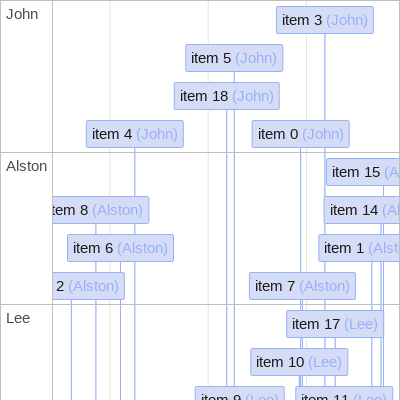 John
item 3 (John)
item 5 (John)
item 18 (John)
item 4 (John)
item 0 (John)
Alston
item 15 (A
item 8 (Alston)
item 14 (Al
item 6 (Alston)
item 1 (Alst
2 (Alston)
item 7 (Alston)
Lee
item 17 (Lee)
item 10 (Lee)
item 9 (Lee)
item 11 (Lee)